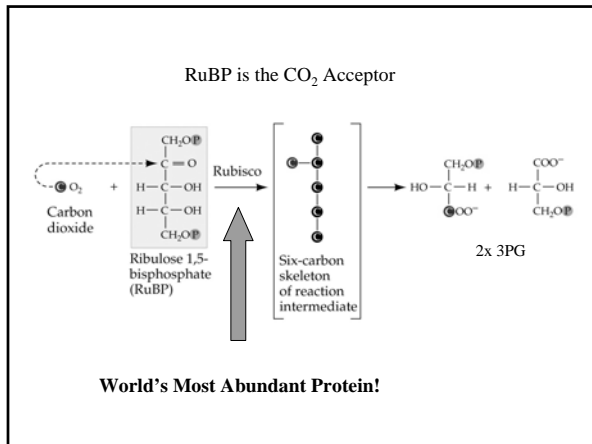 RuBP is the CO₂ Acceptor
C O₂
+
Carbon
dioxide
CH₂OP
C = O
H—C—OH
H—C—OH
CH₂OP
Ribulose 1,5-
bisphosphate
(RuBP)
Rubisco
C
C—C
C
C
C
Six-carbon
skeleton
of reaction
intermediate
CH₂OP
HO—C—H
COO⁻
+
COO⁻
H—C—OH
CH₂OP
2x 3PG
World's Most Abundant Protein!